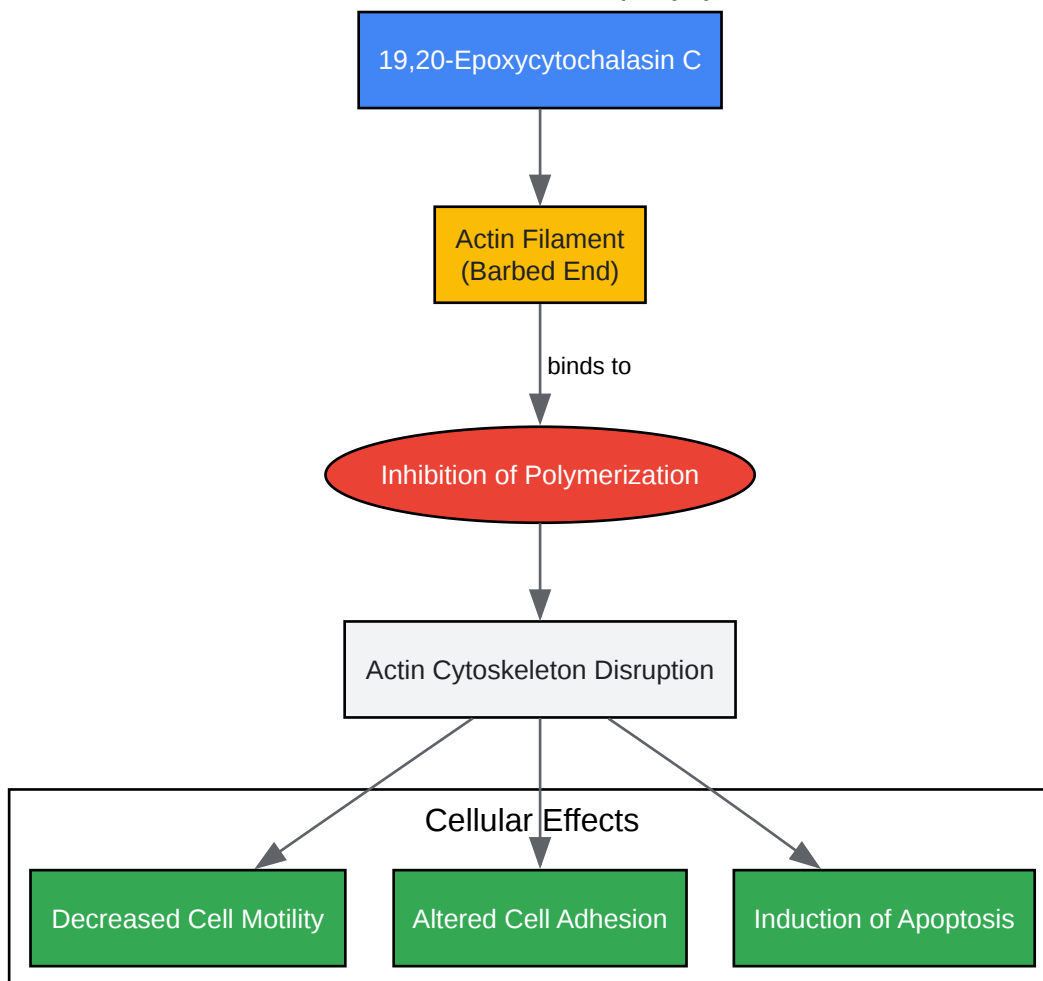 19,20-Epoxycytochalasin C
Actin Filament
(Barbed End)
binds to
Inhibition of Polymerization
Actin Cytoskeleton Disruption
Cellular Effects
Decreased Cell Motility
Altered Cell Adhesion
Induction of Apoptosis